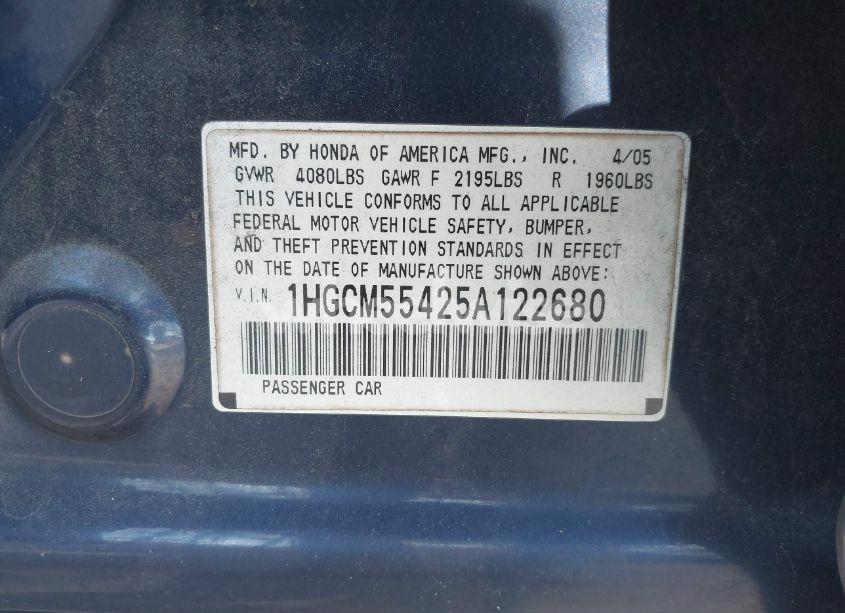 MFD. BY HONDA OF AMERICA MFG., INC. 4/05
GVWR 4080LBS GAWR F 2195LBS R 1960LBS
THIS VEHICLE CONFORMS TO ALL APPLICABLE
FEDERAL MOTOR VEHICLE SAFETY, BUMPER,
AND THEFT PREVENTION STANDARDS IN EFFECT
ON THE DATE OF MANUFACTURE SHOWN ABOVE:
V.I.N. 1HGCM55425A122680
PASSENGER CAR